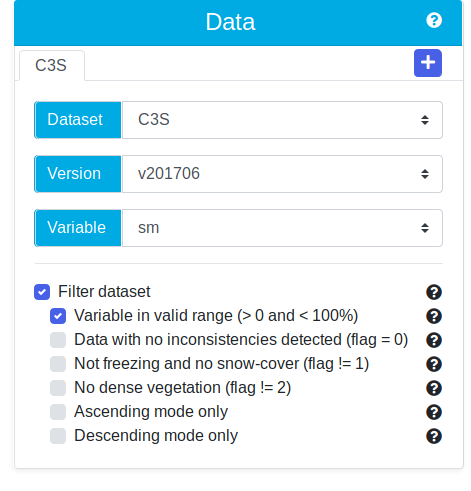 Data
C3S
Dataset C3S
Version v201706
Variable sm
Filter dataset
Variable in valid range (> 0 and < 100%)
Data with no inconsistencies detected (flag = 0)
Not freezing and no snow-cover (flag != 1)
No dense vegetation (flag != 2)
Ascending mode only
Descending mode only